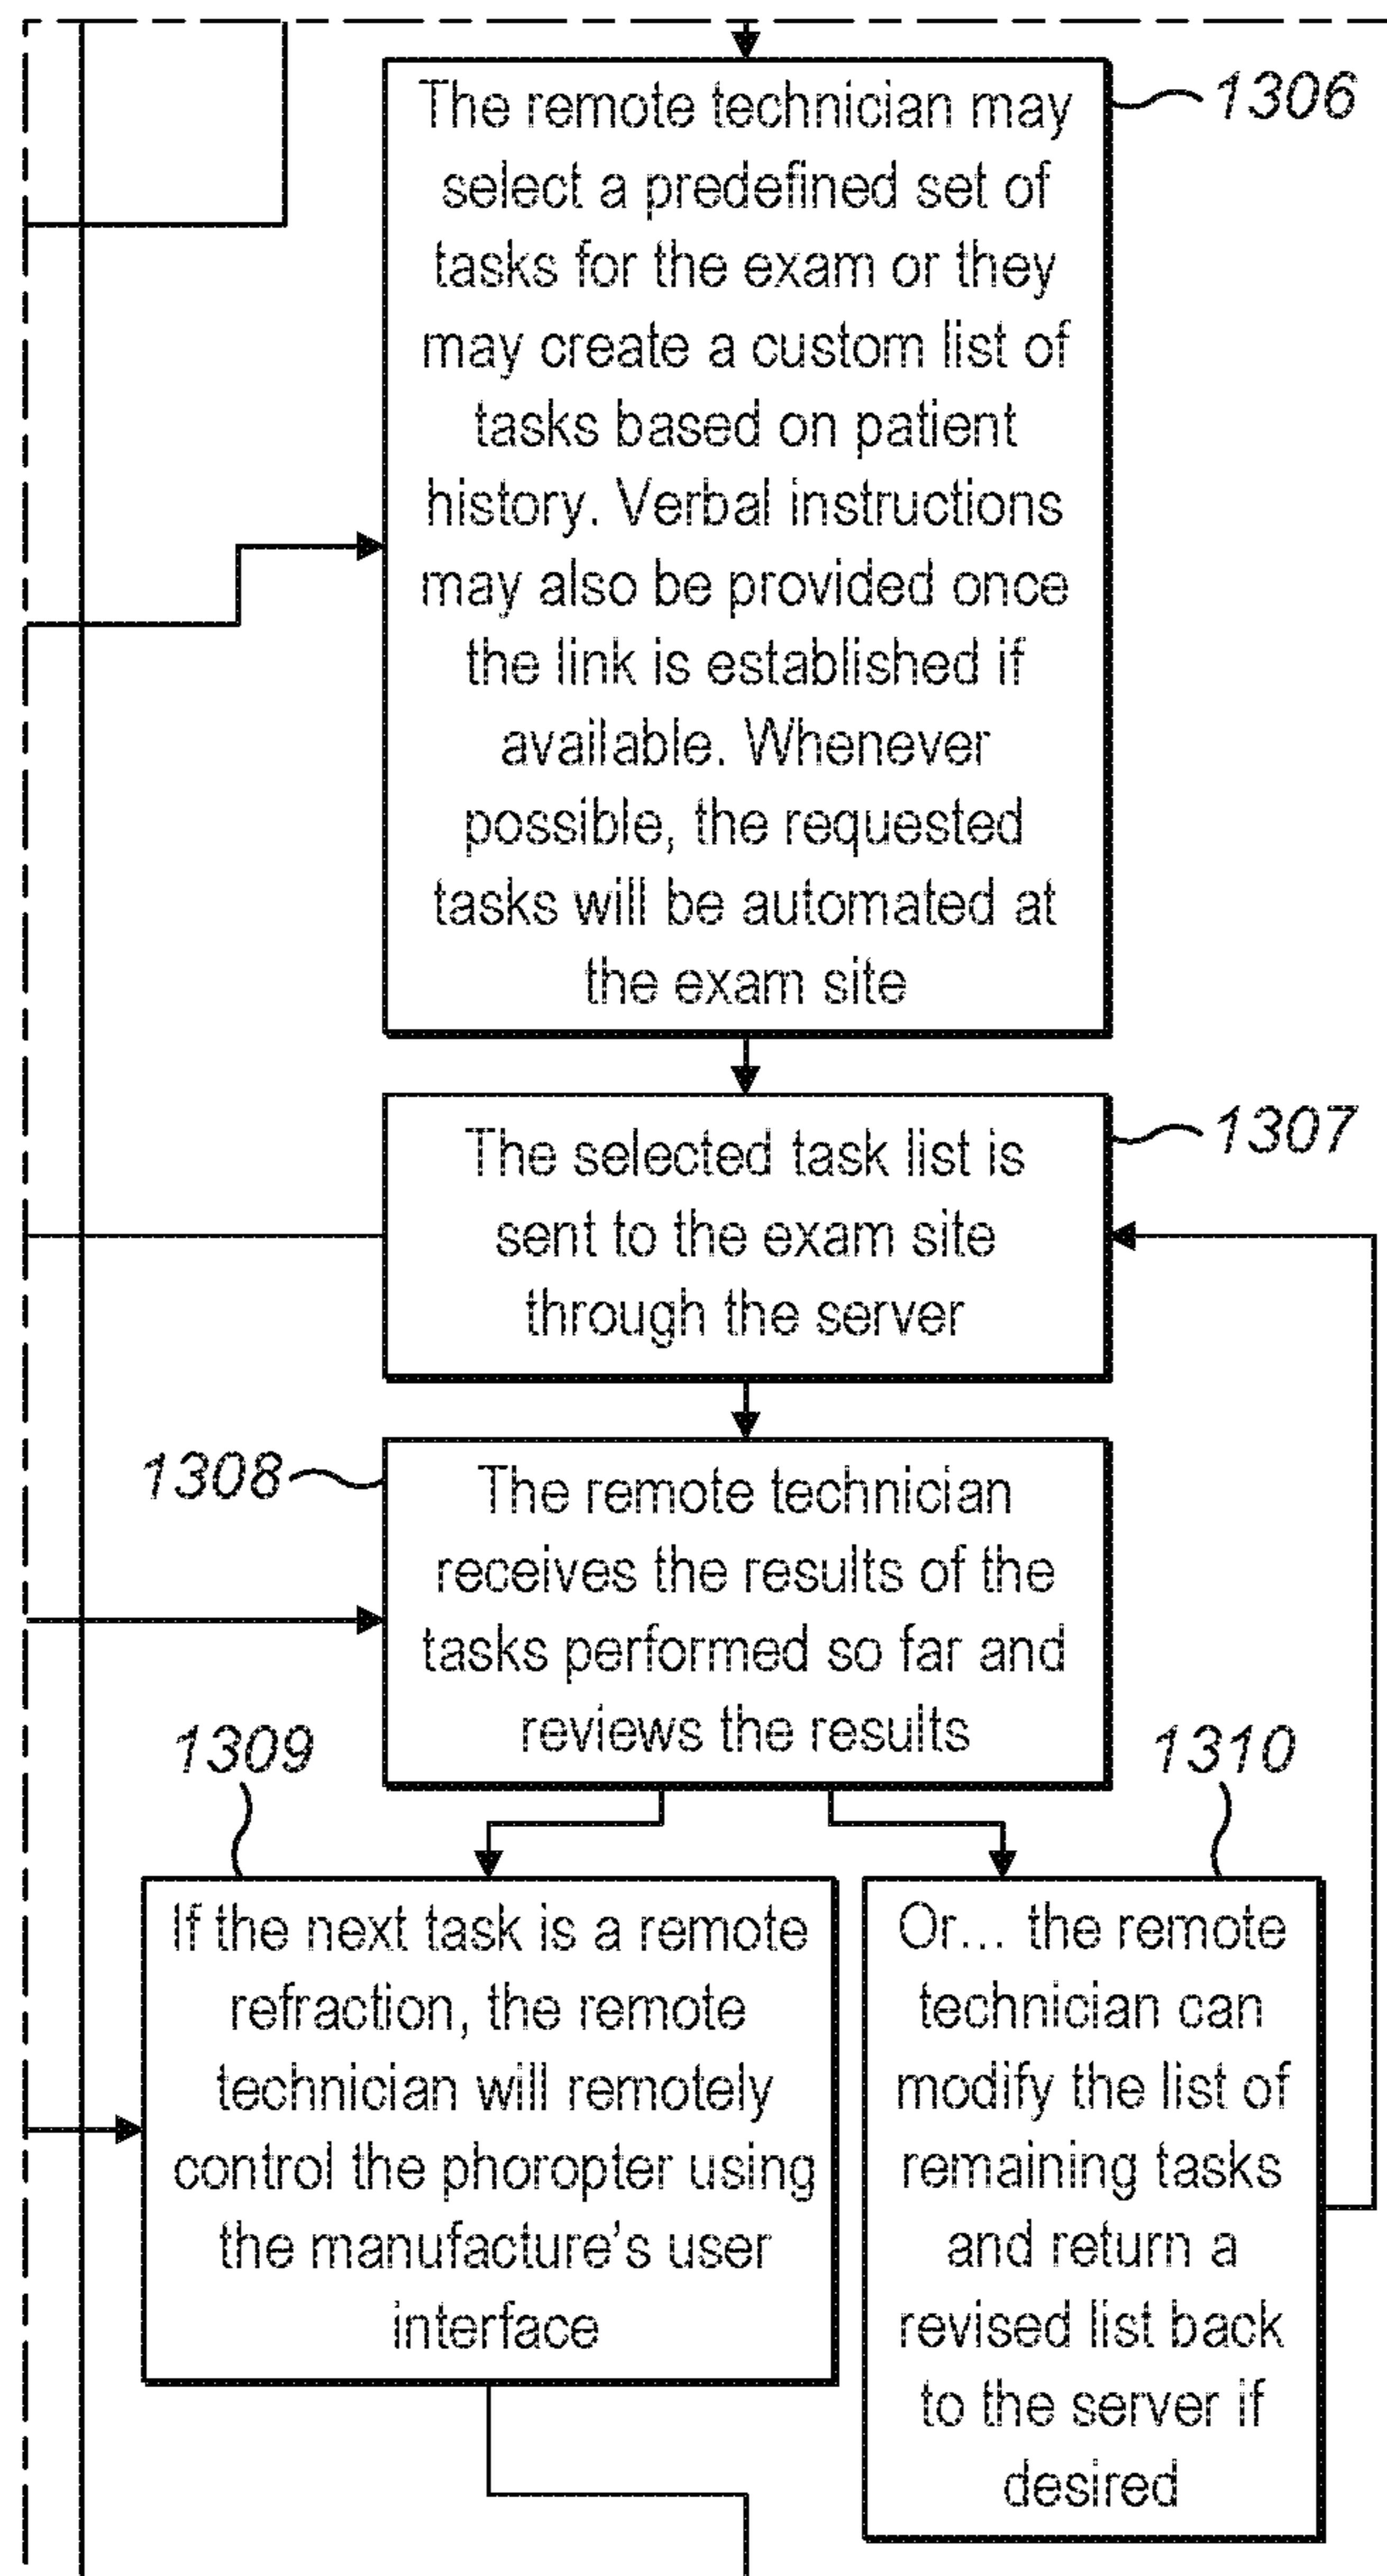 1306
The remote technician may
select a predefined set of
tasks for the exam or they
may create a custom list of
tasks based on patient
history. Verbal instructions
may also be provided once
the link is established if
available. Whenever
possible, the requested
tasks will be automated at
the exam site
1307
The selected task list is
sent to the exam site
through the server
1308
The remote technician
receives the results of the
tasks performed so far and
reviews the results
1309
If the next task is a remote
refraction, the remote
technician will remotely
control the phoropter using
the manufacture's user
interface
1310
Or... the remote
technician can
modify the list of
remaining tasks
and return a
revised list back
to the server if
desired